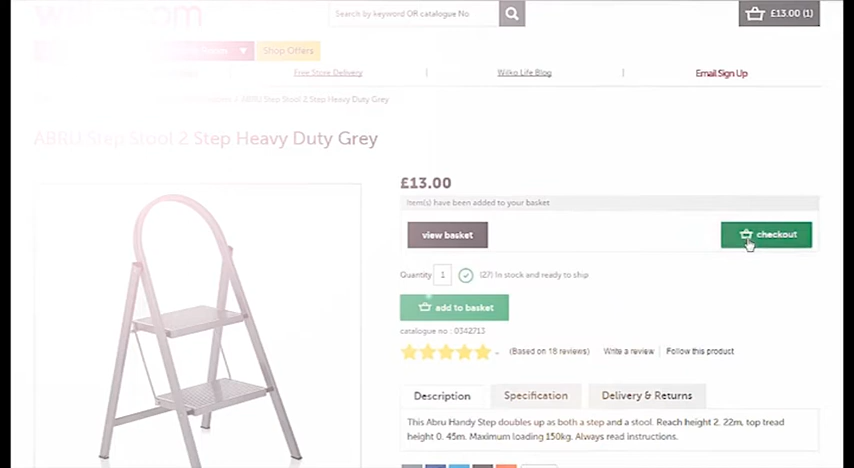 wilko.com
Search by keyword OR catalogue No
£13.00 (1)
Shop Offers
Free Store Delivery | Wilko Life Blog | Email Sign Up
ABRU Step Stool 2 Step Heavy Duty Grey
ABRU Step Stool 2 Step Heavy Duty Grey
£13.00
Item(s) have been added to your basket
view basket
checkout
Quantity 1 (27) In stock and ready to ship
add to basket
catalogue no : 0342713
(Based on 18 reviews) Write a review | Follow this product
Description Specification Delivery & Returns
This Abru Handy Step doubles up as both a step and a stool. Reach height 2. 22m, top tread
height 0. 45m. Maximum loading 150kg. Always read instructions.